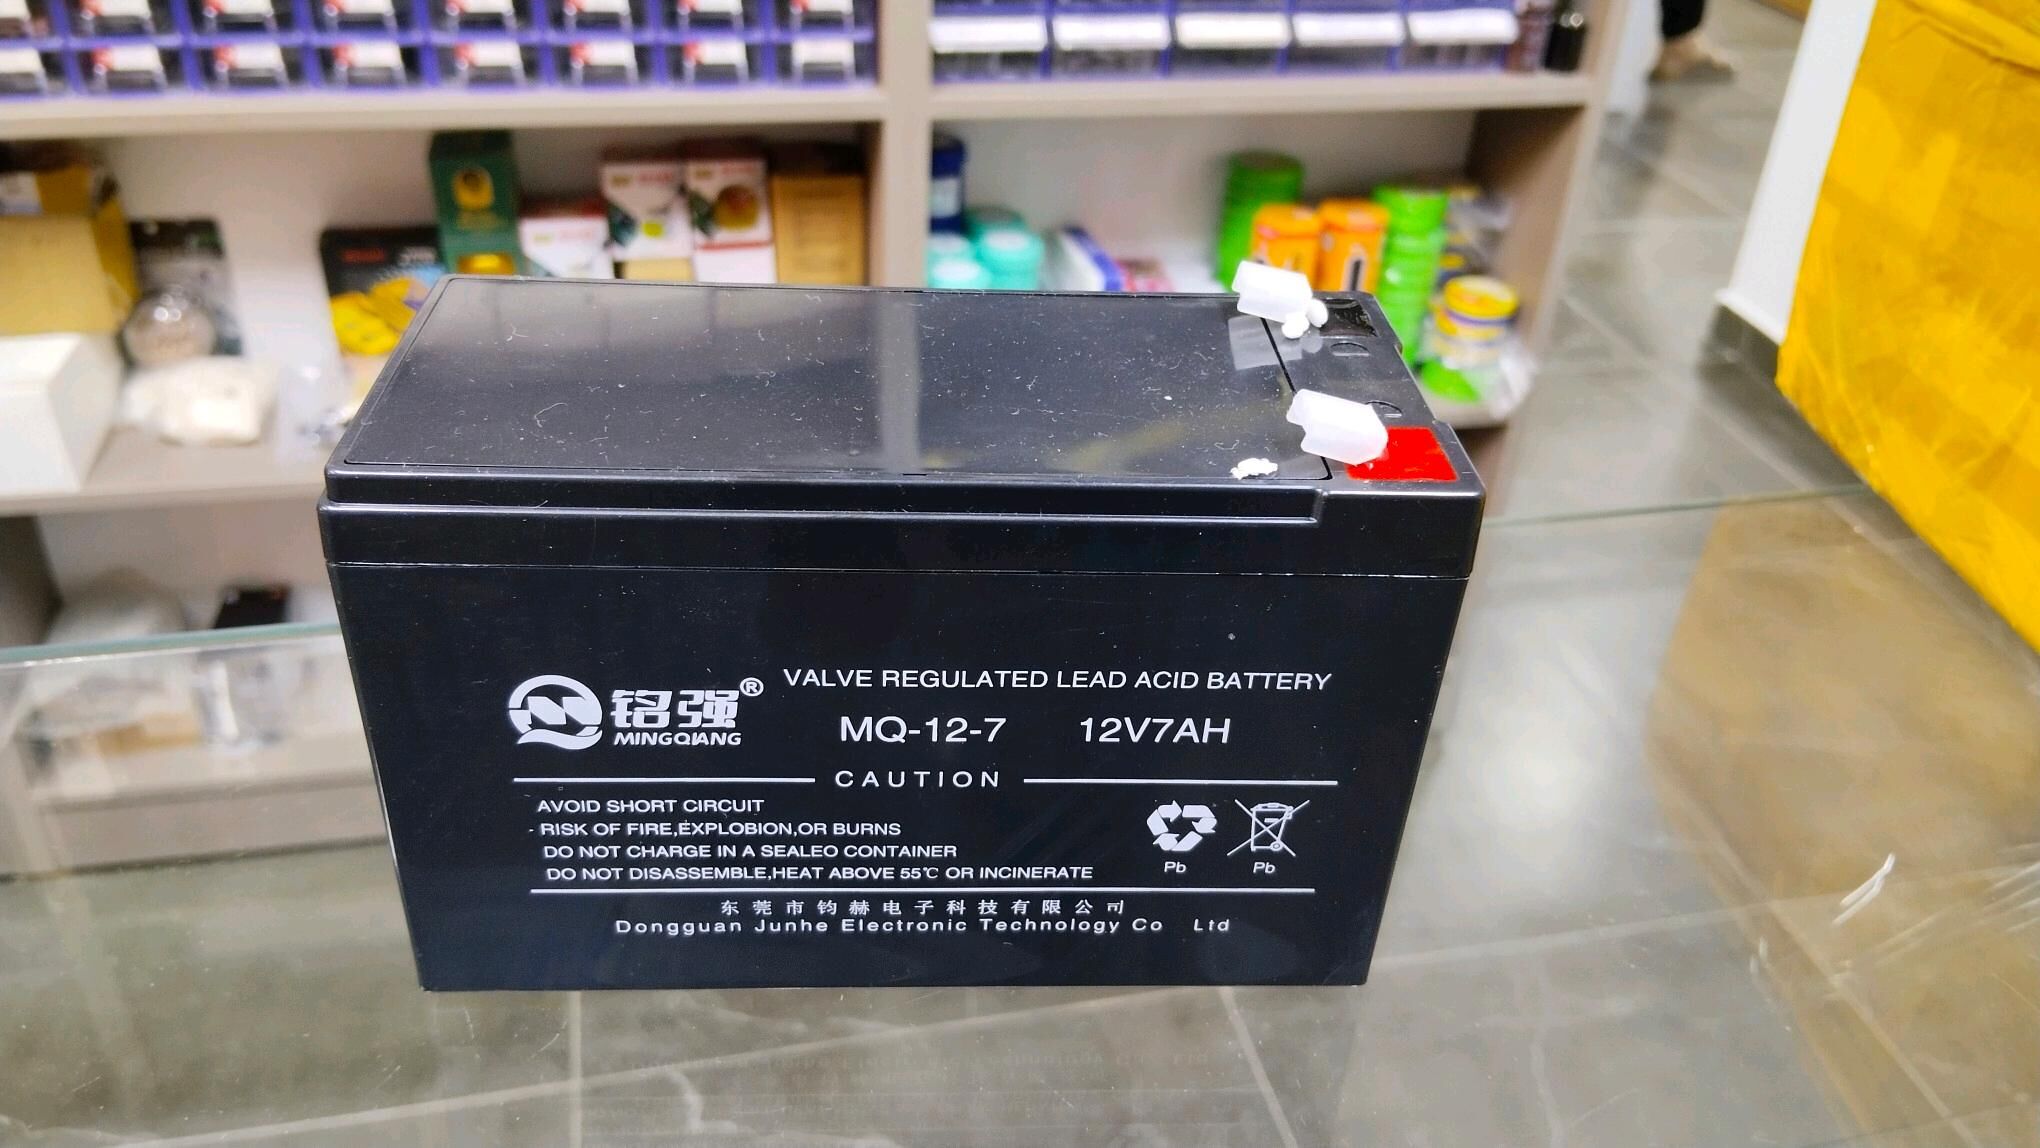 铭强®
MINGQIANG
VALVE REGULATED LEAD ACID BATTERY
MQ-12-7 12V7AH
CAUTION
AVOID SHORT CIRCUIT
RISK OF FIRE,EXPLOBION,OR BURNS
DO NOT CHARGE IN A SEALEO CONTAINER
DO NOT DISASSEMBLE,HEAT ABOVE 55℃ OR INCINERATE
Pb Pb
东莞市钧赫电子科技有限公司
Dongguan Junhe Electronic Technology Co Ltd